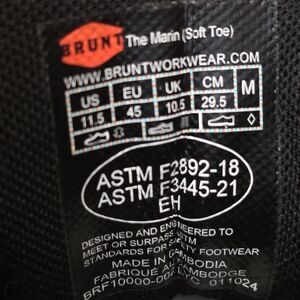 BRUNT The Marin (Soft Toe)
WWW.BRUNTWORKWEAR.COM
US EU UK CM M
11.5 45 10.5 29.5
ASTM F2892-18
ASTM F3445-21
EH
DESIGNED AND ENGINEERED TO
MEET OR SURPASS ASTM
STANDARDS FOR SAFETY FOOTWEAR
MADE IN CAMBODIA
FABRIQUÉ AU CAMBODGE
011024